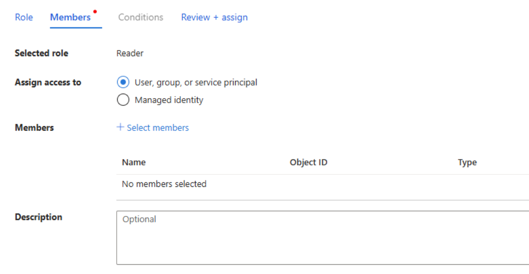 Role Members Conditions Review + assign
Selected role Reader
Assign access to User, group, or service principal
Managed identity
Members + Select members
Name Object ID Type
No members selected
Description Optional